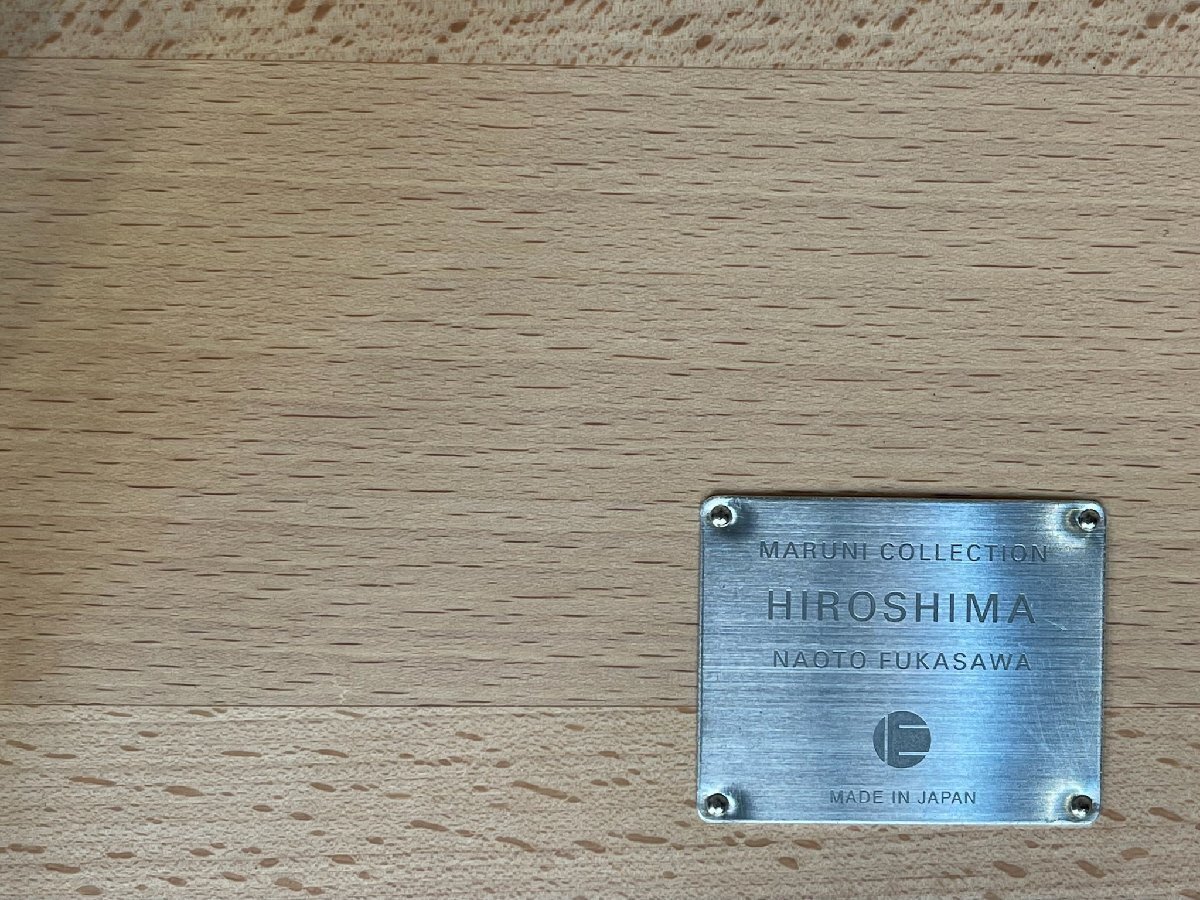 MARUNI COLLECTION
HIROSHIMA
NAOTO FUKASAWA
MADE IN JAPAN